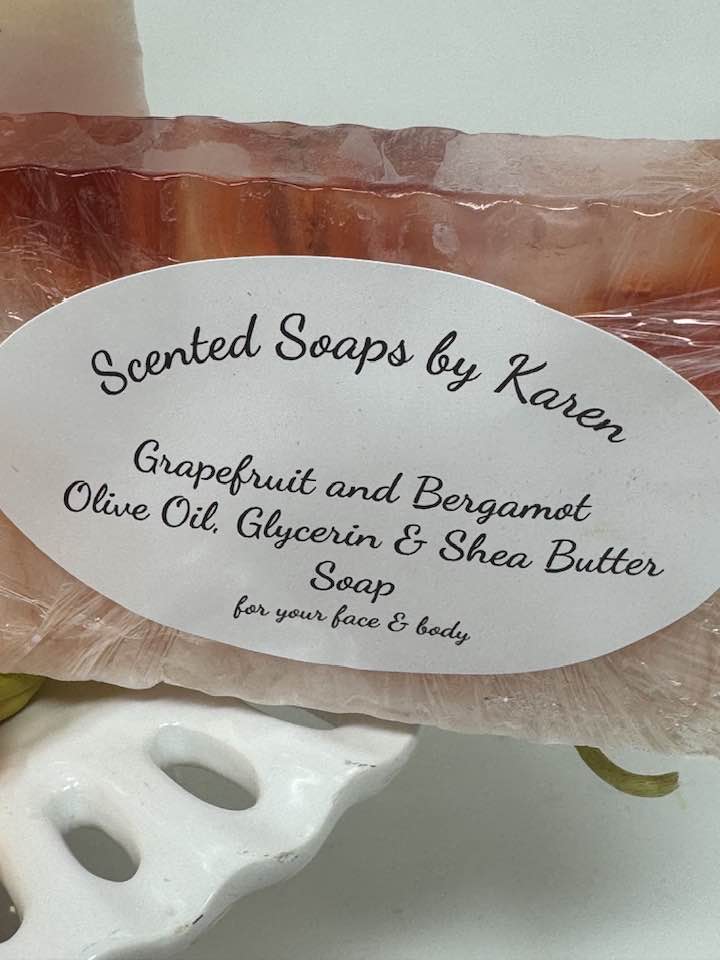 Scented Soaps by Karen
Grapefruit and Bergamot
Olive Oil, Glycerin & Shea Butter
Soap
for your face & body